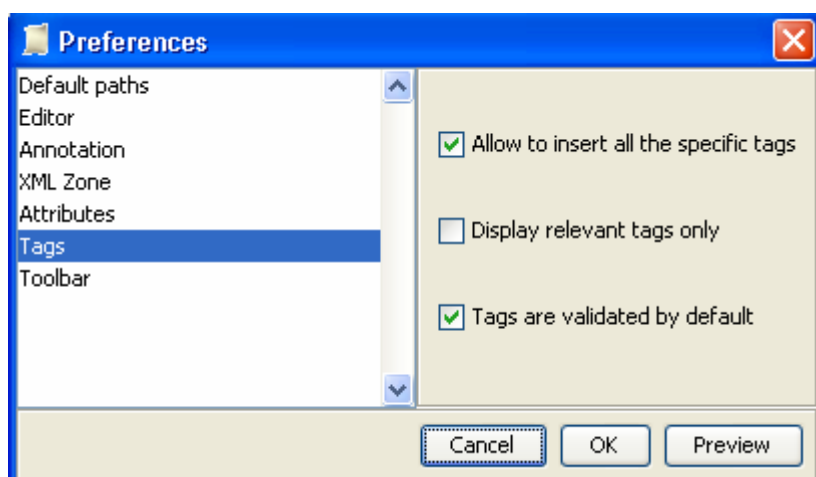 Preferences
Default paths
Editor
Annotation
XML Zone
Attributes
Tags
Toolbar
Allow to insert all the specific tags
Display relevant tags only
Tags are validated by default
Cancel OK Preview